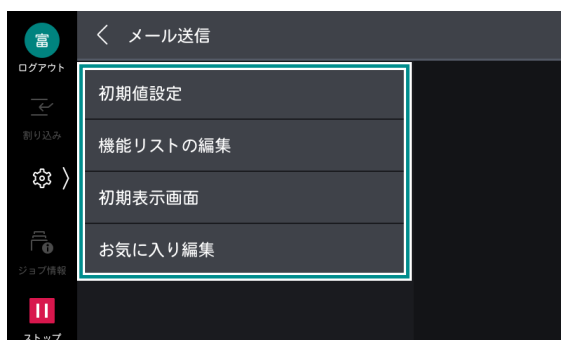 富
ログアウト
く メール送信
割り込み
初期値設定
機能リストの編集
初期表示画面
お気に入り編集
ジョブ情報
ストップ